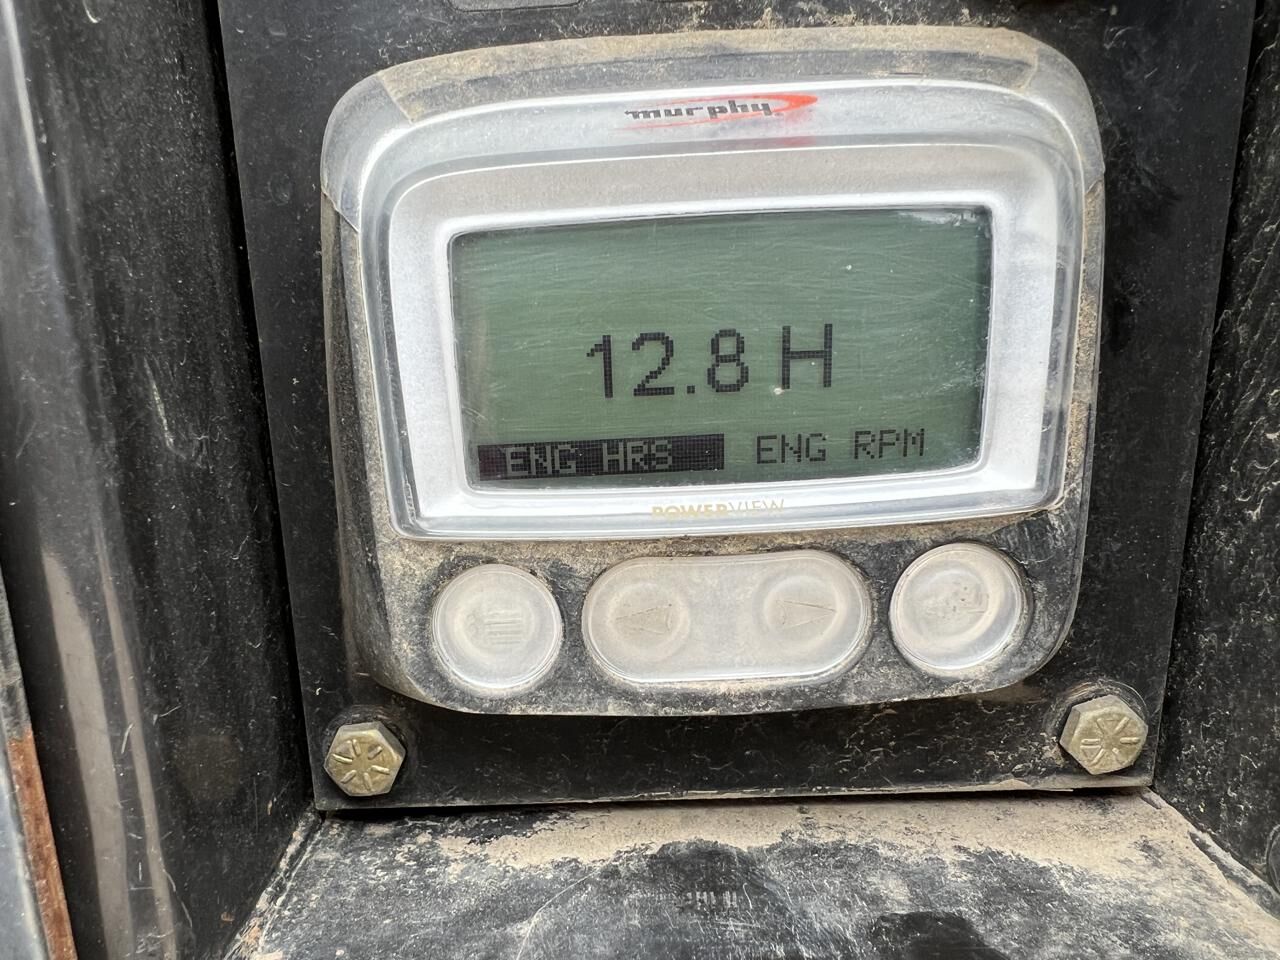 murphy
12.8 H
ENG HRS ENG RPM
POWERVIEW